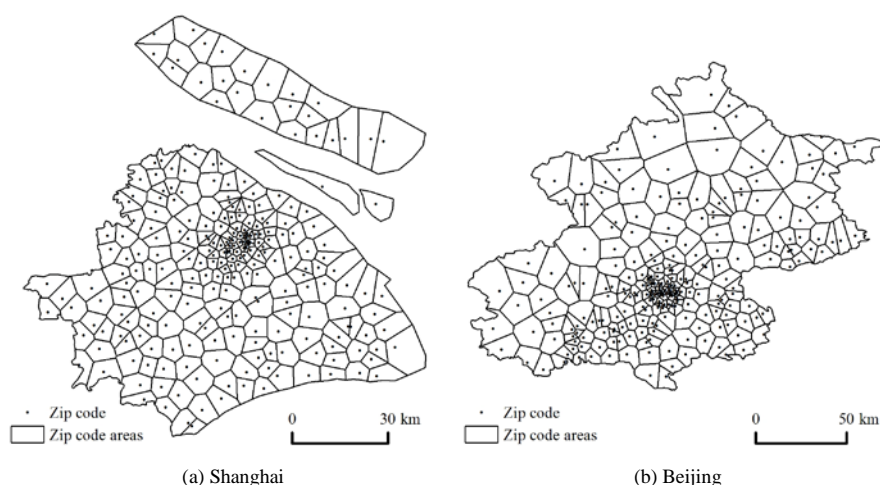 Zip code
Zip code areas
0 30 km
(a) Shanghai
Zip code
Zip code areas
0 50 km
(b) Beijing